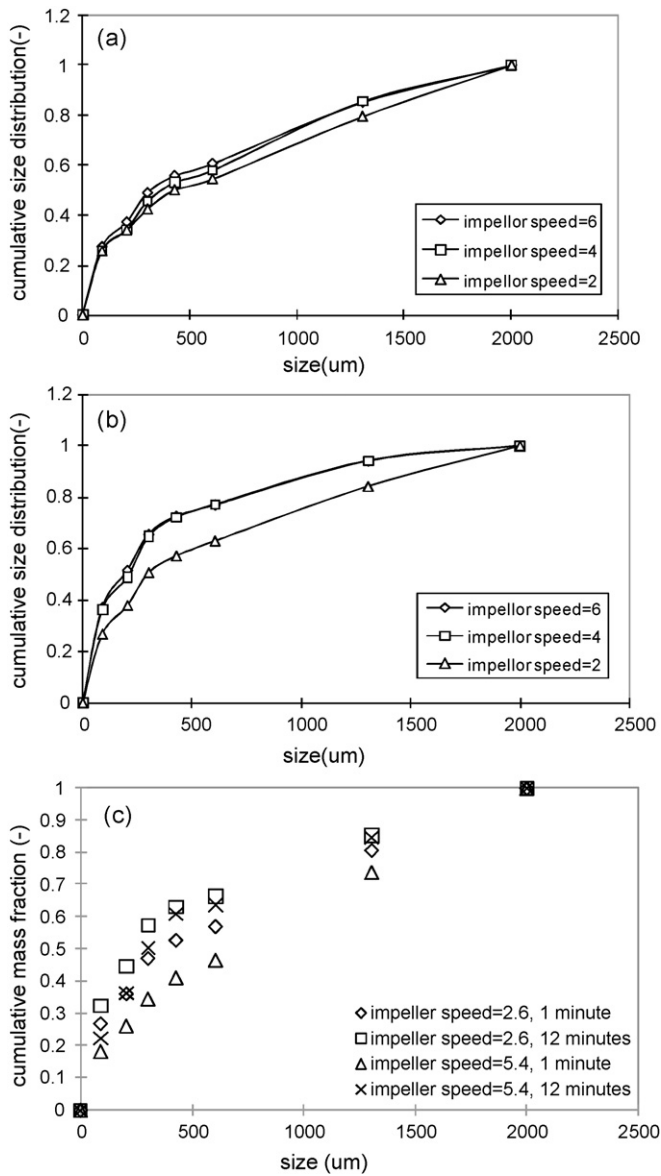 (a)
cumulative size distribution(-)
1.2
1
0.8
0.6
0.4
0.2
0
0
500
1000
1500
2000
2500
size(um)
impellor speed=6
impellor speed=4
impellor speed=2
(b)
cumulative size distribution(-)
1.2
1
0.8
0.6
0.4
0.2
0
0
500
1000
1500
2000
2500
size(um)
impellor speed=6
impellor speed=4
impellor speed=2
(c)
cumulative mass fraction (-)
1
0.9
0.8
0.7
0.6
0.5
0.4
0.3
0.2
0.1
0
0
500
1000
1500
2000
2500
size (um)
impeller speed=2.6, 1 minute
impeller speed=2.6, 12 minutes
impeller speed=5.4, 1 minute
impeller speed=5.4, 12 minutes